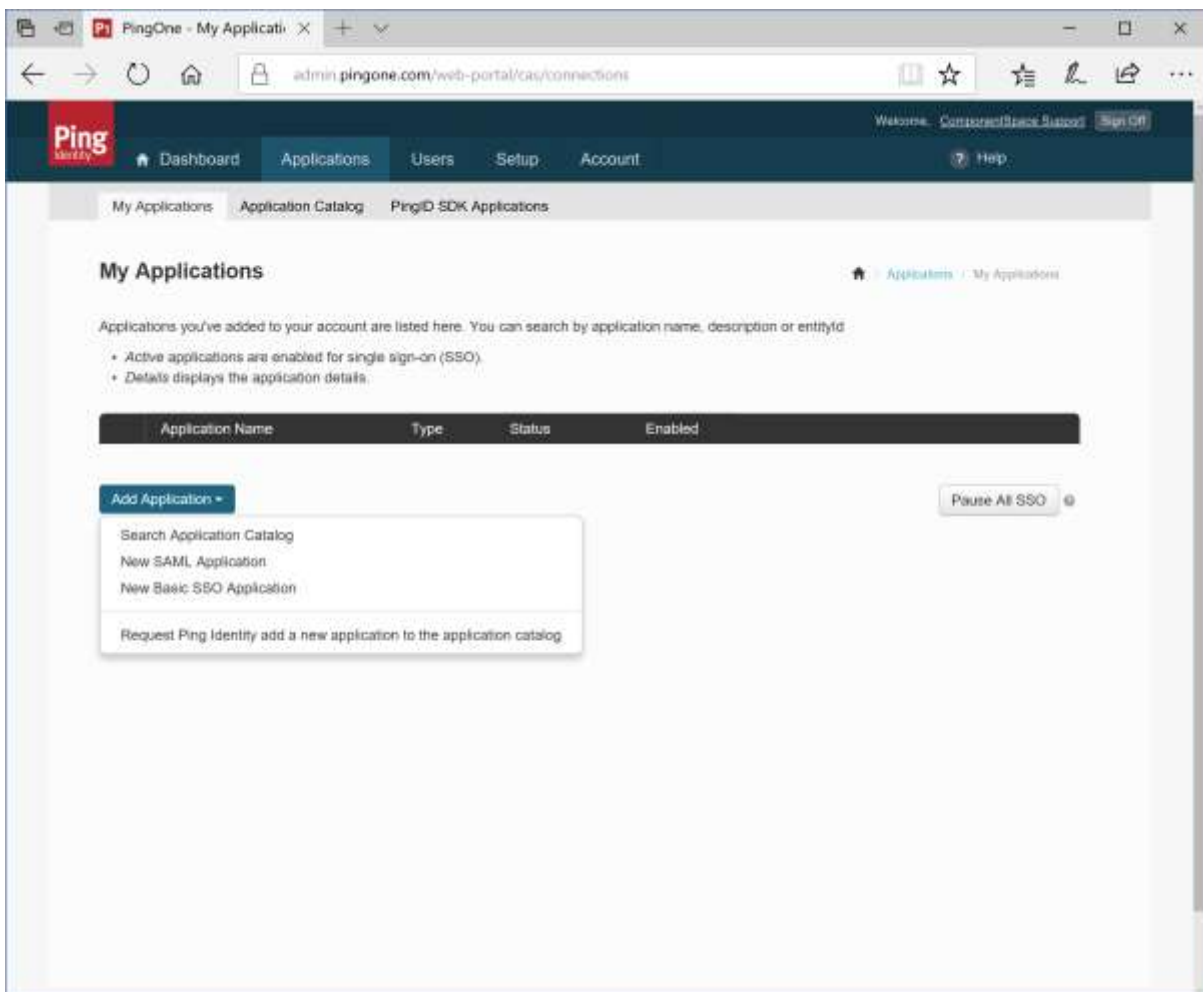 P1 PingOne - My Applicati
admin.pingone.com/web-portal/cas/connections
Ping
Identity
Welcome, ComponentSpace Support Sign Off
Dashboard Applications Users Setup Account ? Help
My Applications Application Catalog PingID SDK Applications
My Applications
/ Applications / My Applications
Applications you've added to your account are listed here. You can search by application name, description or entityId
• Active applications are enabled for single sign-on (SSO).
• Details displays the application details.
Application Name Type Status Enabled
Add Application
Pause All SSO
Search Application Catalog
New SAML Application
New Basic SSO Application
Request Ping Identity add a new application to the application catalog